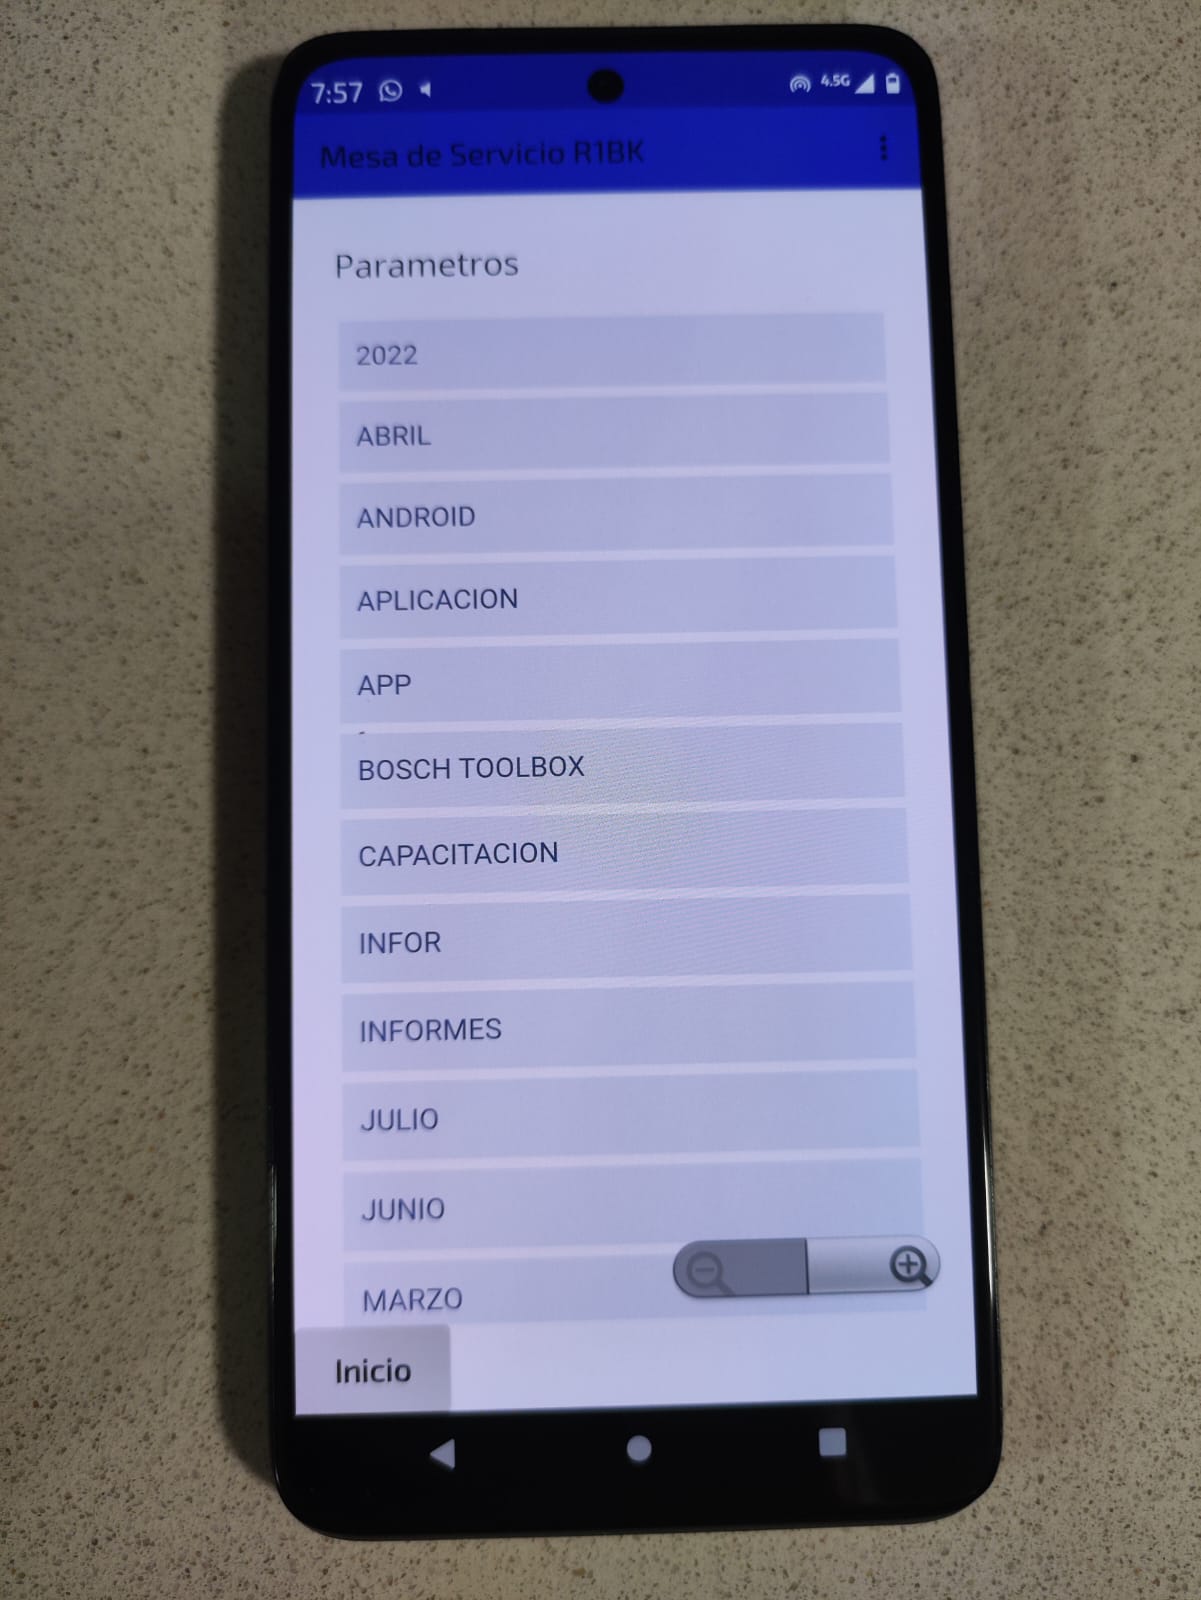 7:57
4.5G
Mesa de Servicio R1BK
Parametros
2022
ABRIL
ANDROID
APLICACION
APP
BOSCH TOOLBOX
CAPACITACION
INFOR
INFORMES
JULIO
JUNIO
MARZO
Inicio